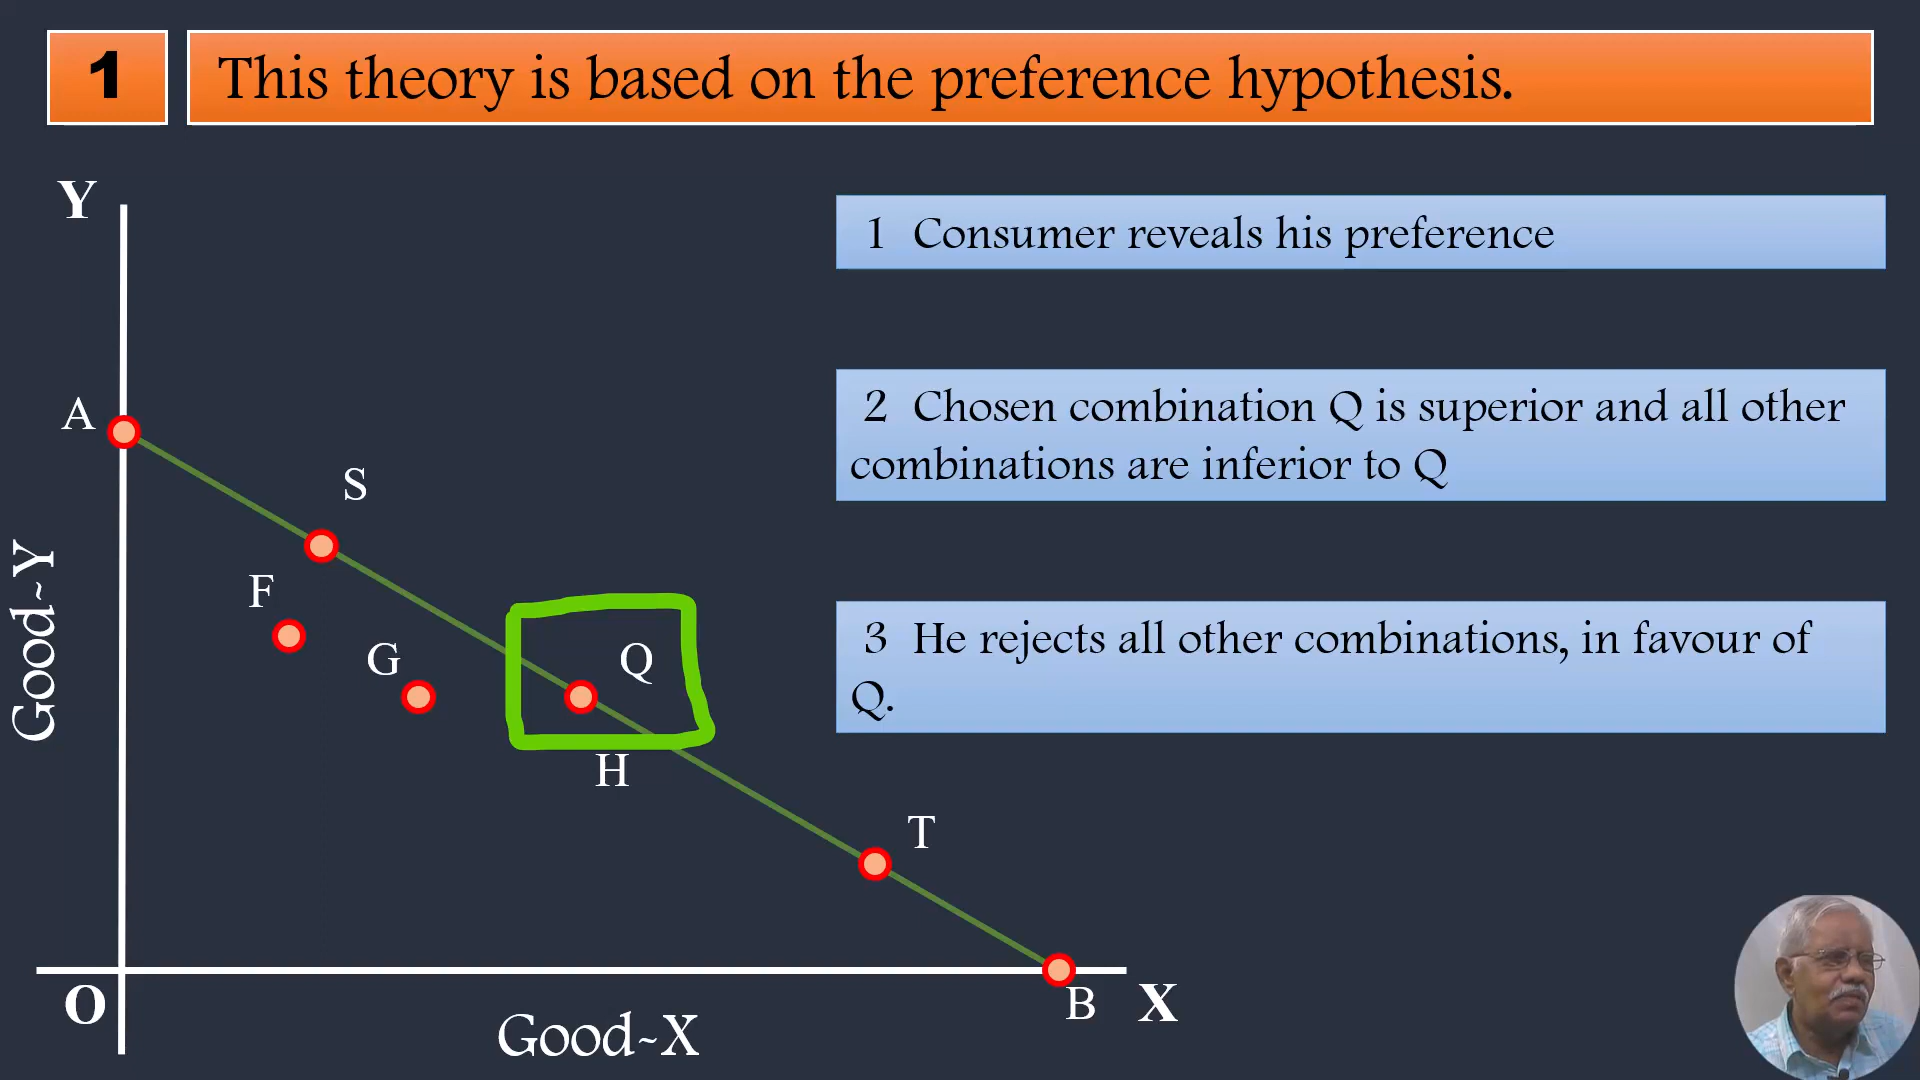 1
This theory is based on the preference hypothesis.
Y
1 Consumer reveals his preference
2 Chosen combination Q is superior and all other
combinations are inferior to Q
3 He rejects all other combinations, in favour of
Q.
A
S
F
G
Q
H
T
B
O
X
Good~Y
Good~X